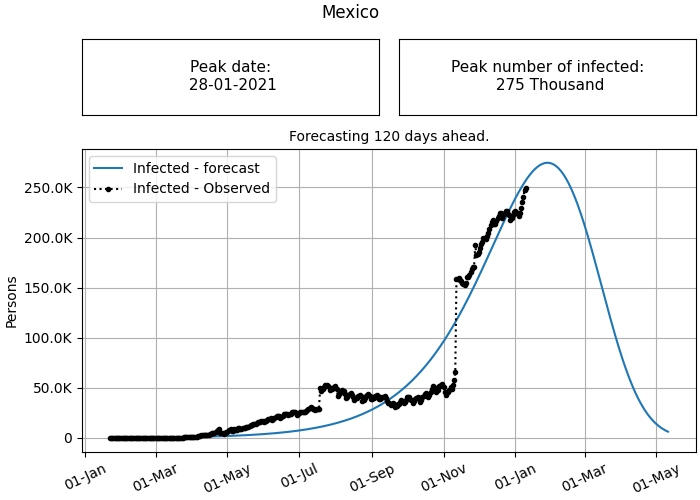 Mexico
Peak date:
28-01-2021
Peak number of infected:
275 Thousand
Forecasting 120 days ahead.
Infected - forecast
Infected - Observed
Persons
250.0K
200.0K
150.0K
100.0K
50.0K
0
01-Jan
01-Mar
01-May
01-Jul
01-Sep
01-Nov
01-Jan
01-Mar
01-May